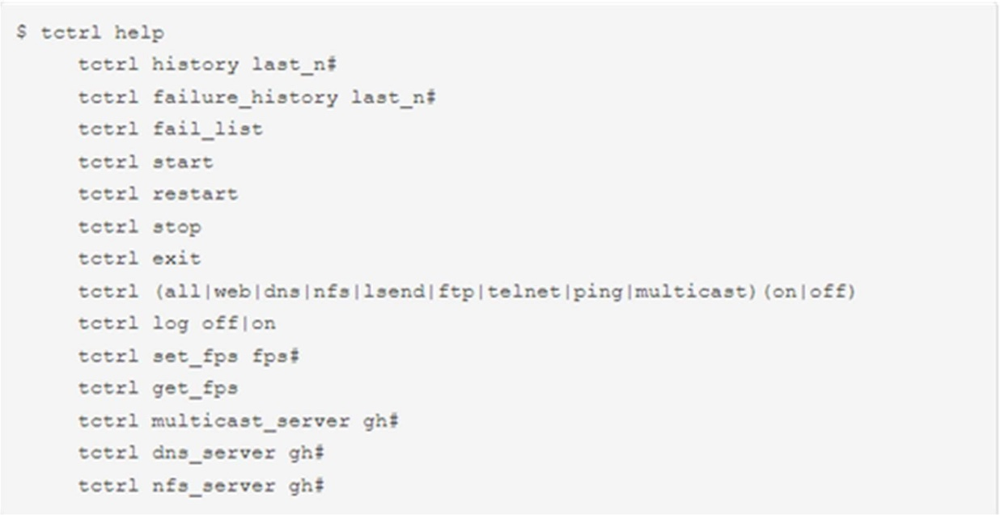 $ tctrl help
tctrl history last_n#
tctrl failure_history last_n#
tctrl fail_list
tctrl start
tctrl restart
tctrl stop
tctrl exit
tctrl (all|web|dns|nfs|lsend|ftp|telnet|ping|multicast)(on|off)
tctrl log off|on
tctrl set_fps fps#
tctrl get_fps
tctrl multicast_server gh#
tctrl dns_server gh#
tctrl nfs_server gh#